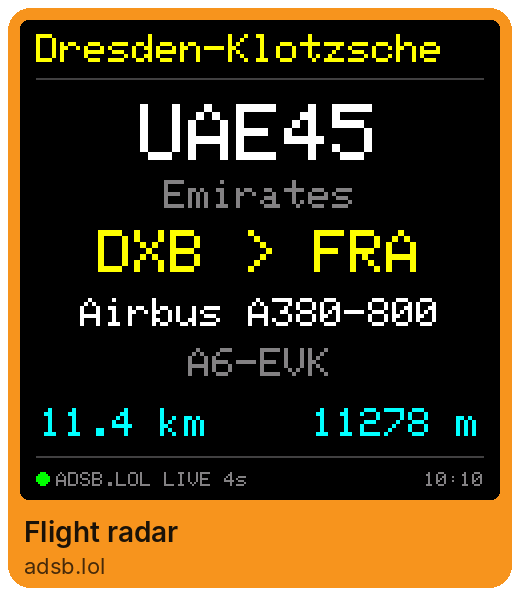 Dresden-Klotzsche
UAE45
Emirates
DXB > FRA
Airbus A380-800
A6-EVK
11.4 km 11278 m
ADSB.LOL LIVE 4s 10:10
Flight radar
adsb.lol